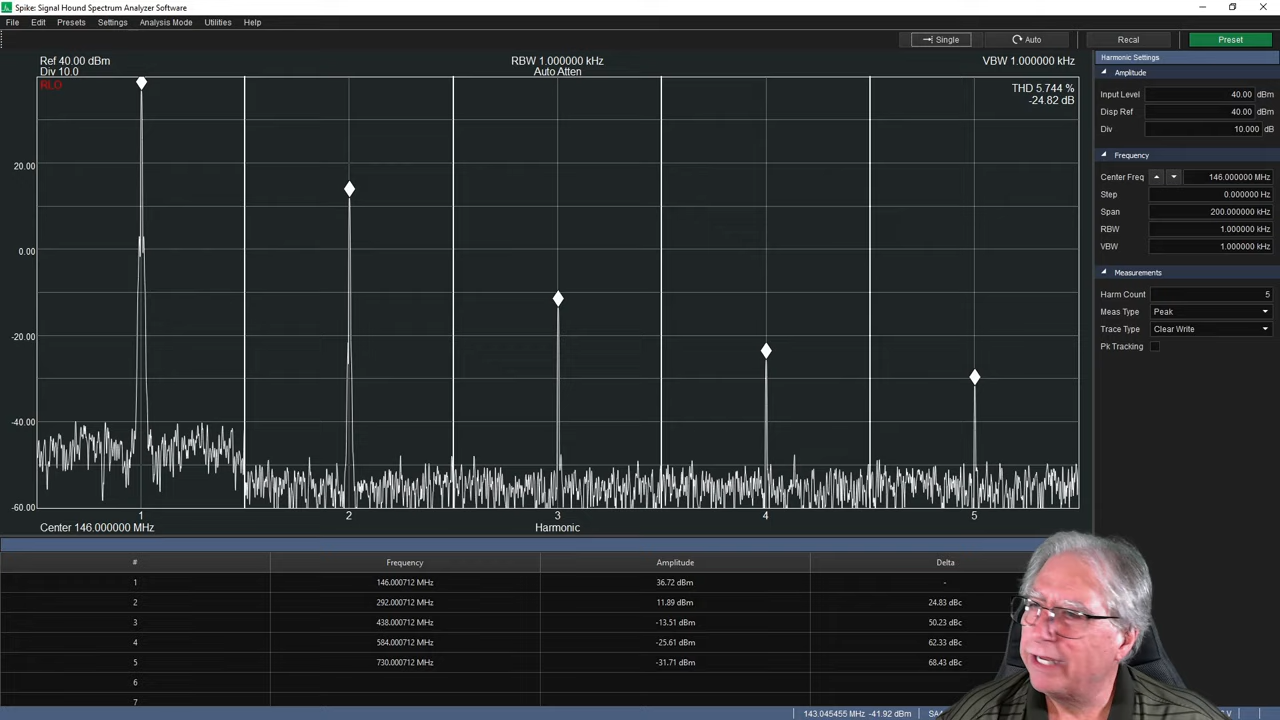 Spike: Signal Hound Spectrum Analyzer Software
File Edit Presets Settings Analysis Mode Utilities Help
Single Auto Recal Preset
Ref 40.00 dBm
Div 10.0
RBW 1.000000 kHz
Auto Atten
VBW 1.000000 kHz
RLO
THD 5.744 %
-24.82 dB
20.00
0.00
-20.00
-40.00
-60.00
1 2 3 4 5
Center 146.000000 MHz
Harmonic
Harmonic Settings
Amplitude
Input Level 40.00 dBm
Disp Ref 40.00 dBm
Div 10.000 dB
Frequency
Center Freq 146.000000 MHz
Step 0.000000 Hz
Span 200.000000 kHz
RBW 1.000000 kHz
VBW 1.000000 kHz
Measurements
Harm Count 5
Meas Type Peak
Trace Type Clear Write
Pk Tracking
# Frequency Amplitude Delta
1 146.000712 MHz 36.72 dBm -
2 292.000712 MHz 11.89 dBm 24.83 dBc
3 438.000712 MHz -13.51 dBm 50.23 dBc
4 584.000712 MHz -25.61 dBm 62.33 dBc
5 730.000712 MHz -31.71 dBm 68.43 dBc
6
7
143.045455 MHz -41.92 dBm